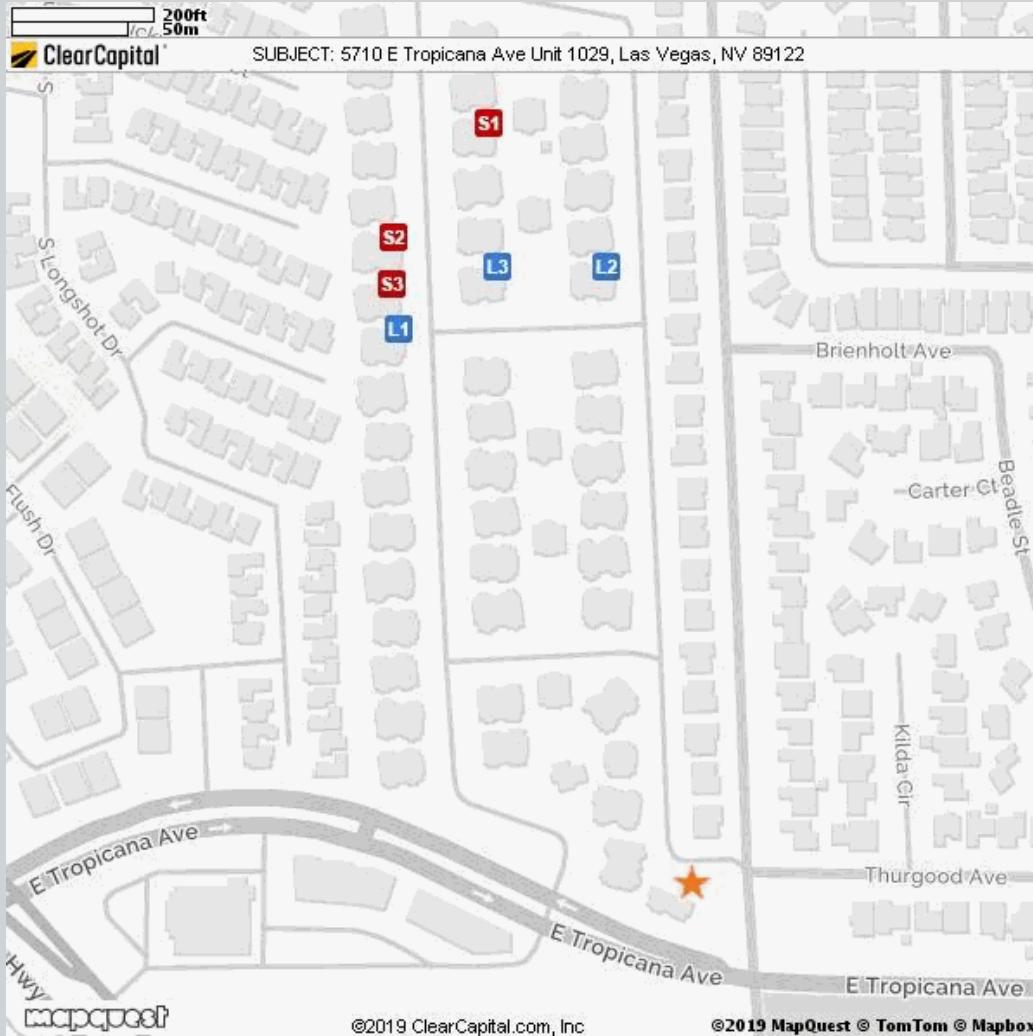 200ft
50m
ClearCapital
SUBJECT: 5710 E Tropicana Ave Unit 1029, Las Vegas, NV 89122
S
S1
S2
S3
L3
L2
L1
S Longshot Dr
Brienholt Ave
Carter Ct
Beadle St
Flush Dr
Kilda Cir
E Tropicana Ave
Thurgood Ave
E Tropicana Ave
E Tropicana Ave
Hwy
mapquest
©2019 ClearCapital.com, Inc
©2019 MapQuest © TomTom © Mapbox